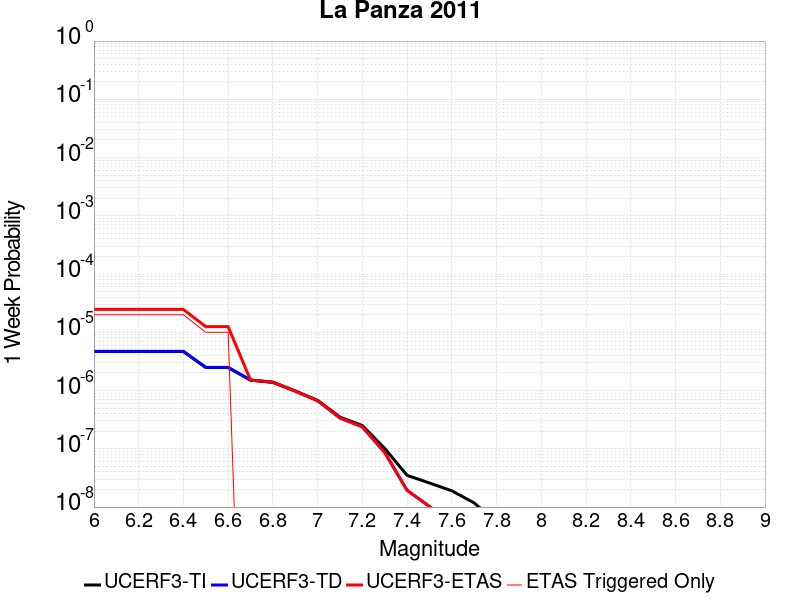 La Panza 2011
10^0
10^-1
10^-2
10^-3
10^-4
10^-5
10^-6
10^-7
10^-8
1 Week Probability
6 6.2 6.4 6.6 6.8 7 7.2 7.4 7.6 7.8 8 8.2 8.4 8.6 8.8 9
Magnitude
UCERF3-TI UCERF3-TD UCERF3-ETAS ETAS Triggered Only